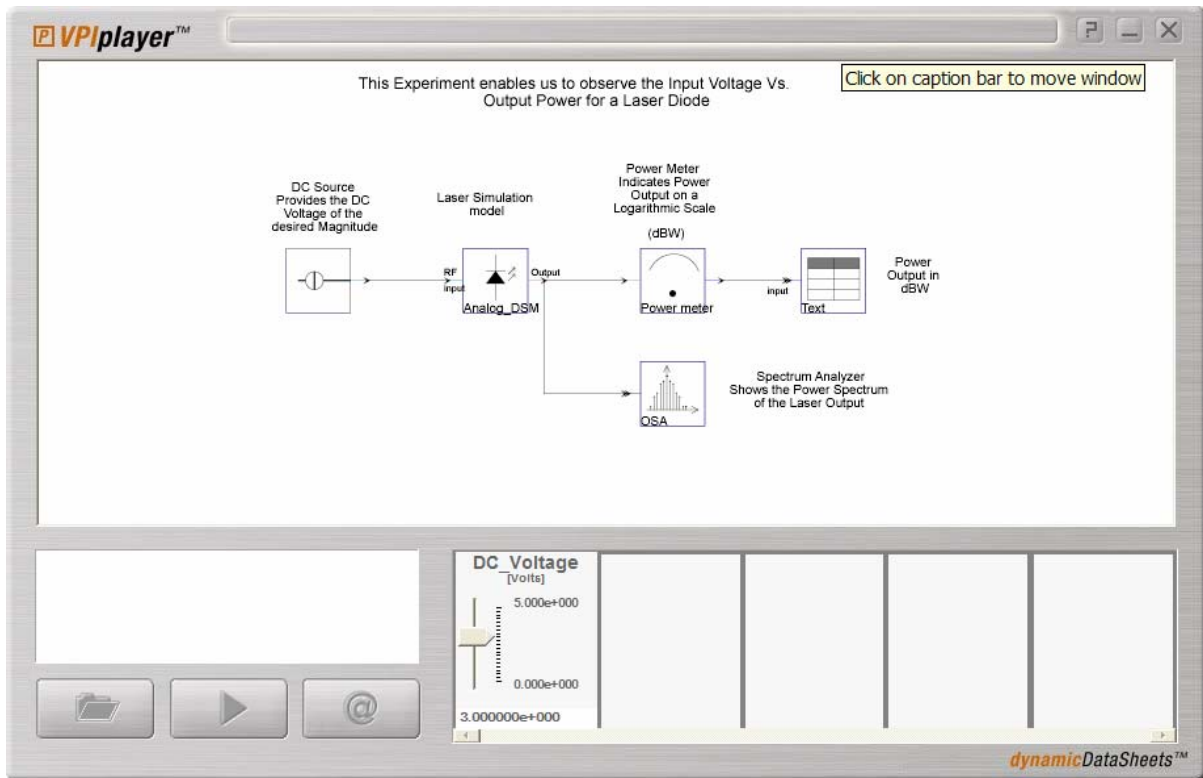 P VPIplayer™
?
Click on caption bar to move window
This Experiment enables us to observe the Input Voltage Vs.
Output Power for a Laser Diode
DC Source
Provides the DC
Voltage of the
desired Magnitude
Laser Simulation
model
Power Meter
Indicates Power
Output on a
Logarithmic Scale
(dBW)
RF
input
Analog_DSM
Output
Power meter
input
Text
Power
Output in
dBW
OSA
Spectrum Analyzer
Shows the Power Spectrum
of the Laser Output
DC_Voltage
[Volts]
5.000e+000
0.000e+000
3.000000e+000
@
dynamicDataSheets™